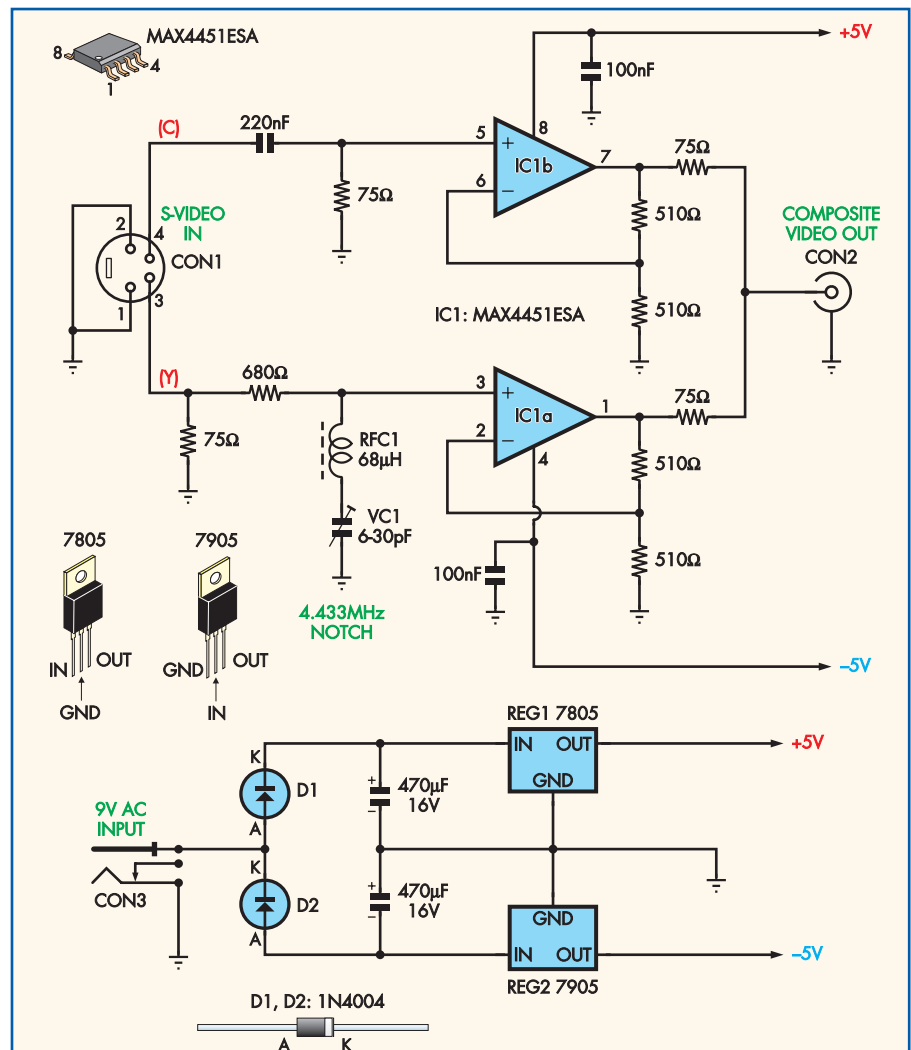 MAX4451ESA
8
4
1
+5V
100nF
(C)
220nF
5
8
IC1b
7
75Ω
6
75Ω
510Ω
S-VIDEO
IN
2
4
CON1
COMPOSITE
VIDEO OUT
CON2
1
3
IC1: MAX4451ESA
510Ω
(Y)
680Ω
3
IC1a
1
75Ω
75Ω
RFC1
68µH
2
4
510Ω
VC1
6-30pF
7805
7905
100nF
510Ω
4.433MHz
NOTCH
IN
OUT
GND
OUT
GND
IN
–5V
REG1 7805
K
D1
A
470µF
16V
+
–
IN
OUT
GND
+5V
9V AC
INPUT
CON3
K
D2
A
470µF
16V
+
–
GND
IN
OUT
–5V
REG2 7905
D1, D2: 1N4004
A
K
+
–
+
–